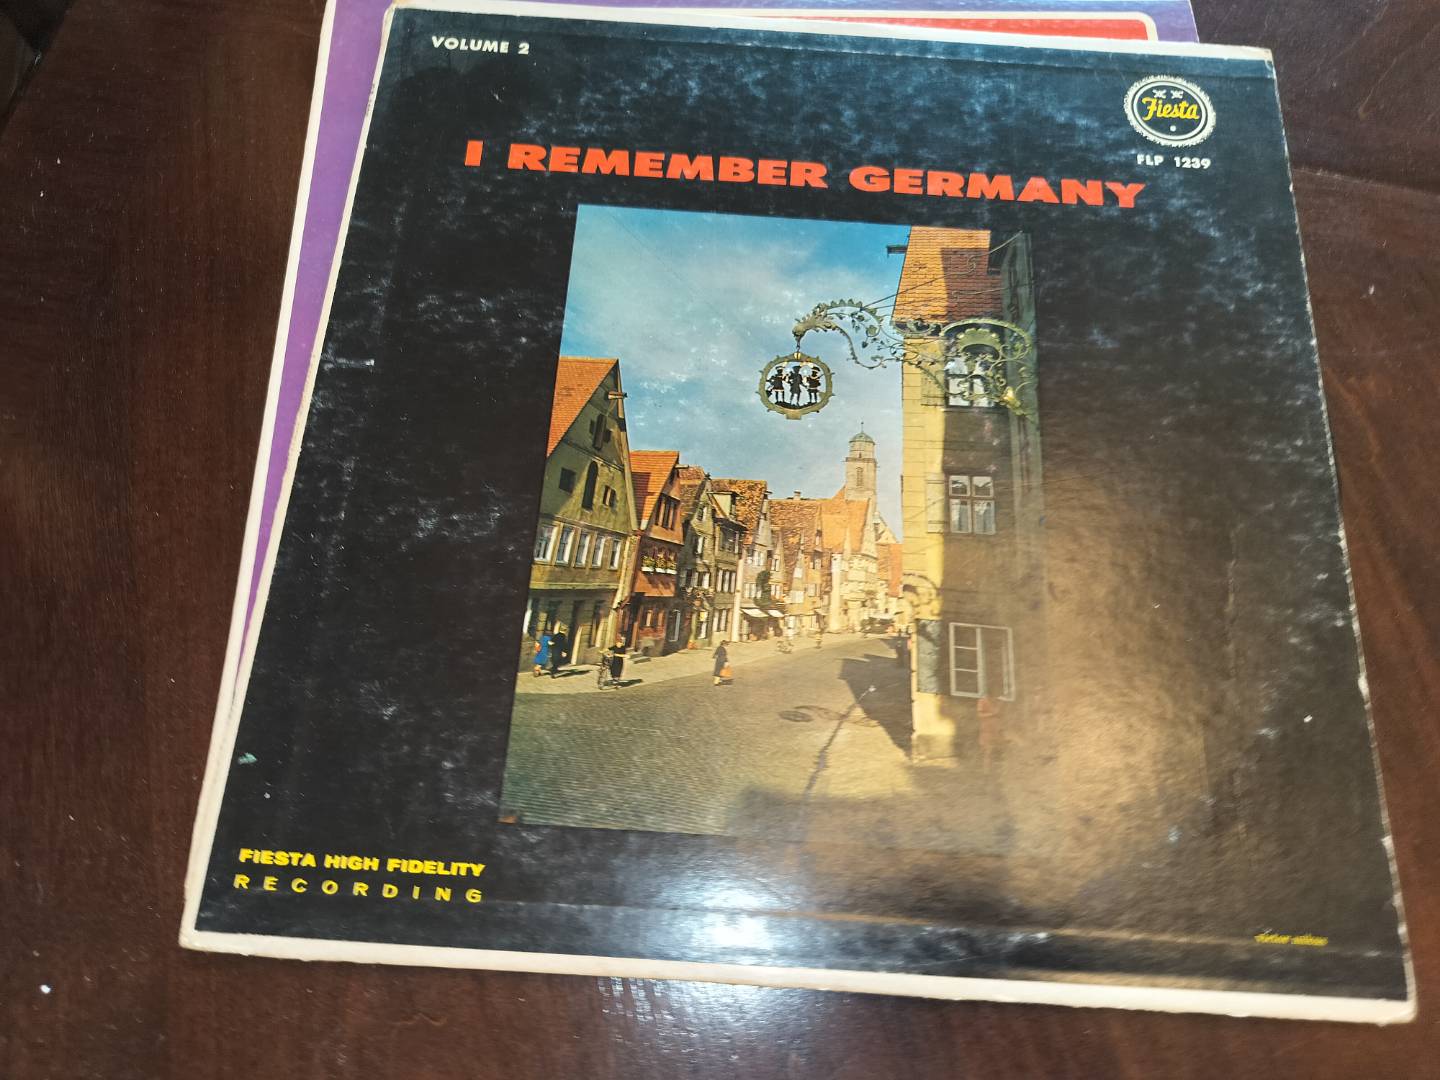 VOLUME 2
Fiesta
FLP 1239
I REMEMBER GERMANY
FIESTA HIGH FIDELITY
RECORDING